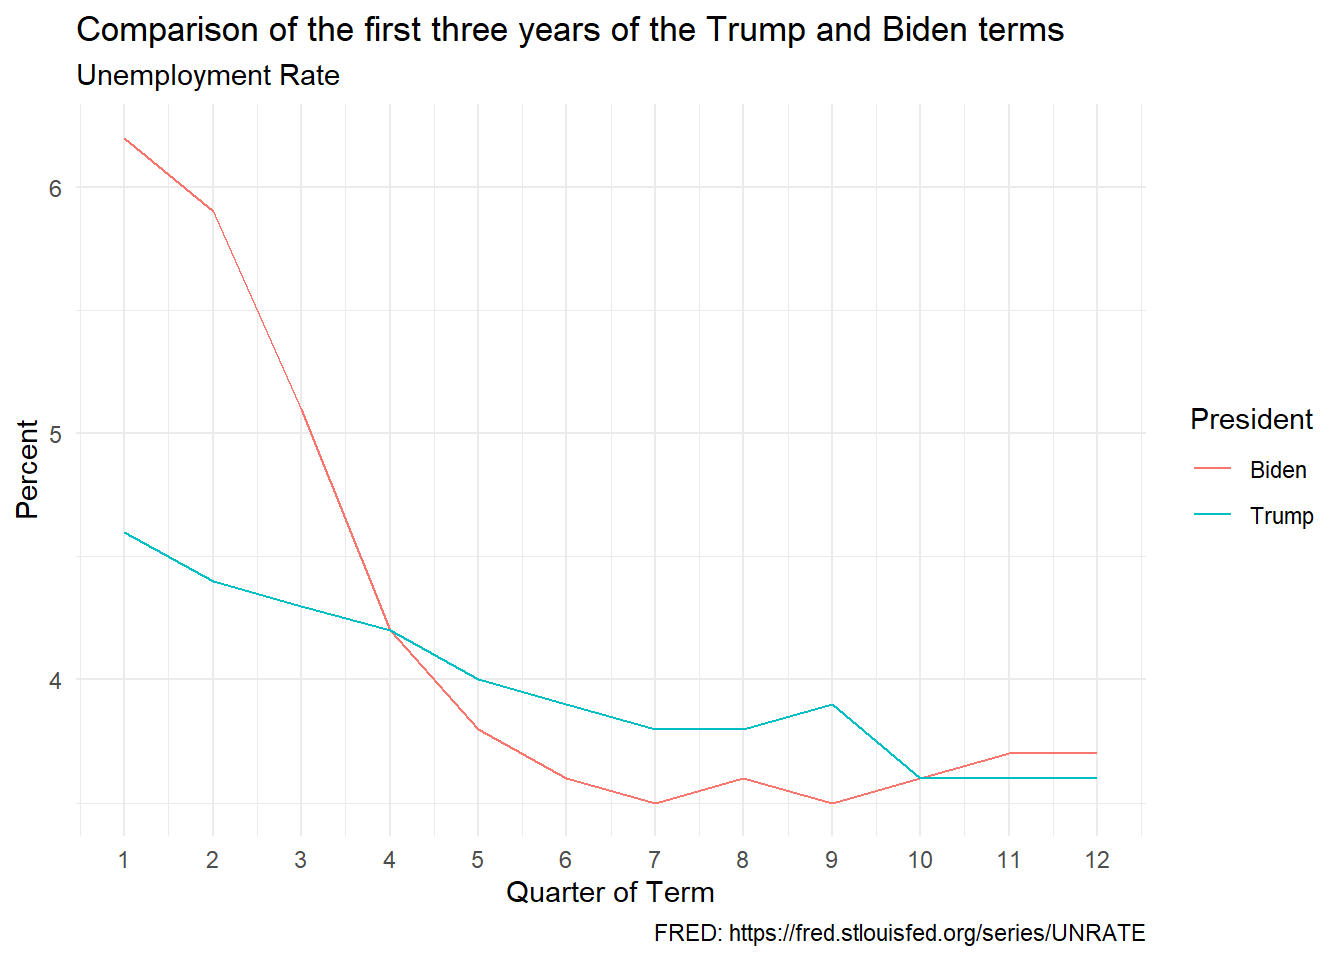 Comparison of the first three years of the Trump and Biden terms
Unemployment Rate
6
5
4
Percent
1 2 3 4 5 6 7 8 9 10 11 12
Quarter of Term
President
Biden
Trump
FRED: https://fred.stlouisfed.org/series/UNRATE